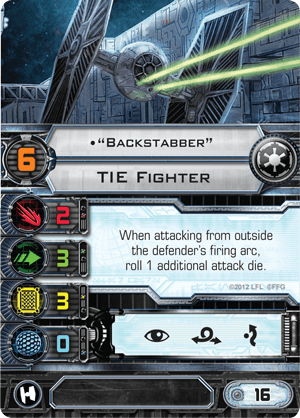 •“Backstabber”
6
TIE Fighter
2
When attacking from outside
the defender's firing arc,
roll 1 additional attack die.
3
©2012 LFL ©FFG
3
0
16